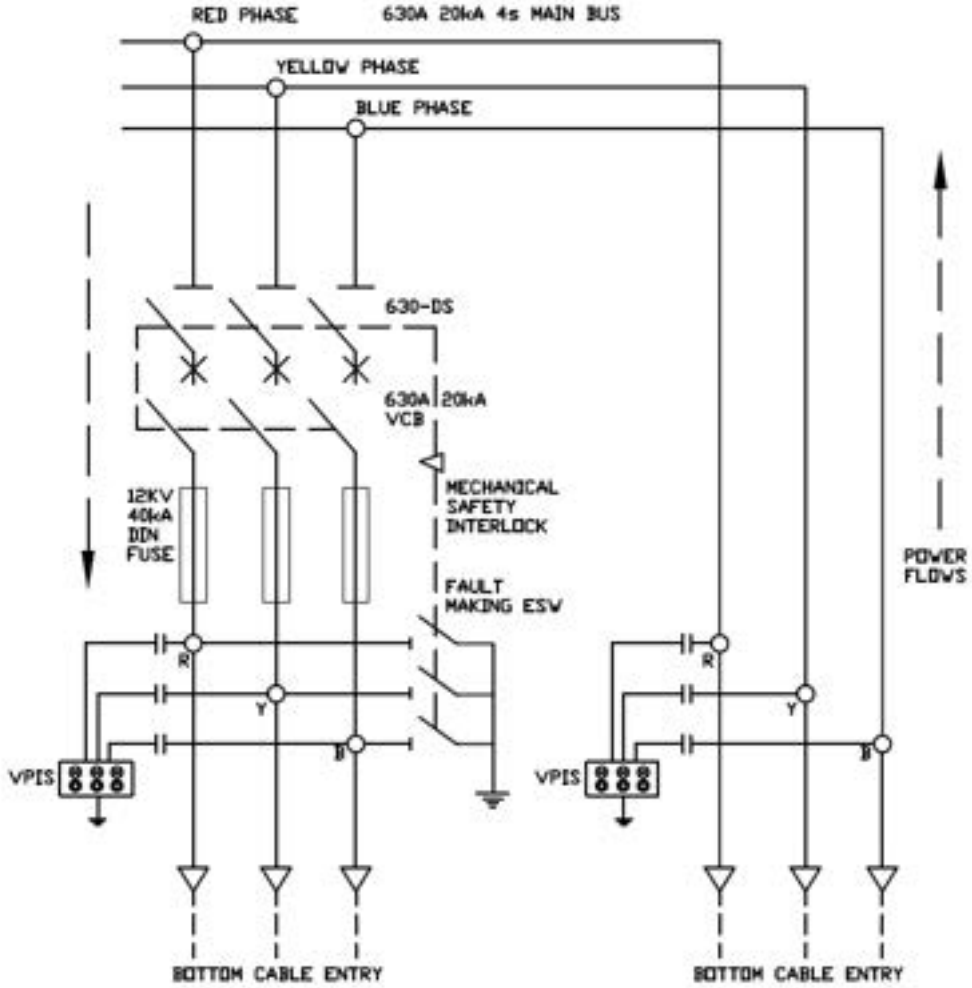 RED PHASE 630A 20kA 4s MAIN BUS
YELLOW PHASE
BLUE PHASE
630-DS
630A 20kA
VCB
12KV
40kA
DIN
FUSE
MECHANICAL
SAFETY
INTERLOCK
FAULT
MAKING ESW
POWER
FLOWS
R
Y
B
VPIS
R
Y
B
VPIS
BOTTOM CABLE ENTRY
BOTTOM CABLE ENTRY